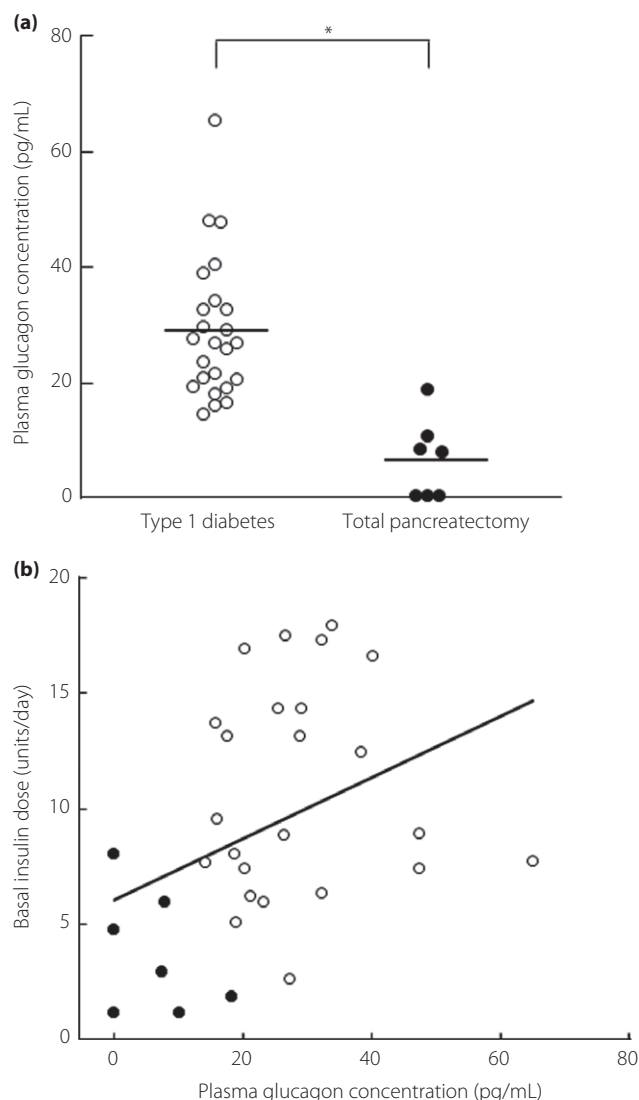 (a)
80
60
40
20
0
Plasma glucagon concentration (pg/mL)
*
Type 1 diabetes
Total pancreatectomy
(b)
20
15
10
5
0
Basal insulin dose (units/day)
0
20
40
60
80
Plasma glucagon concentration (pg/mL)